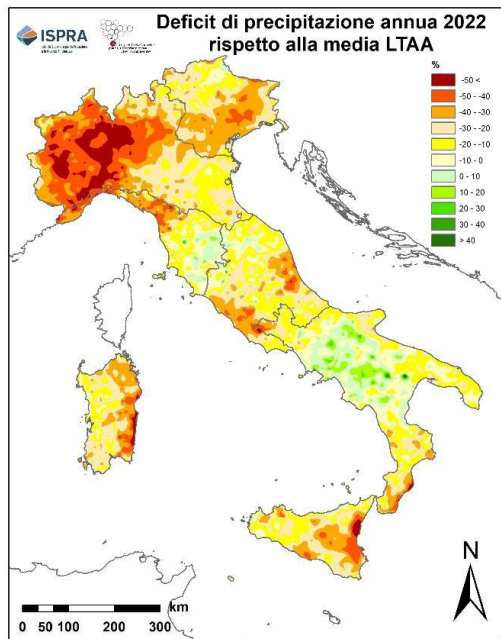 ISPRA
Deficit di precipitazione annua 2022
rispetto alla media LTAA
%
-50 <
-50 - -40
-40 - -30
-30 - -20
-20 - -10
-10 - 0
0 - 10
10 - 20
20 - 30
30 - 40
> 40
N
km
0 50 100 200 300